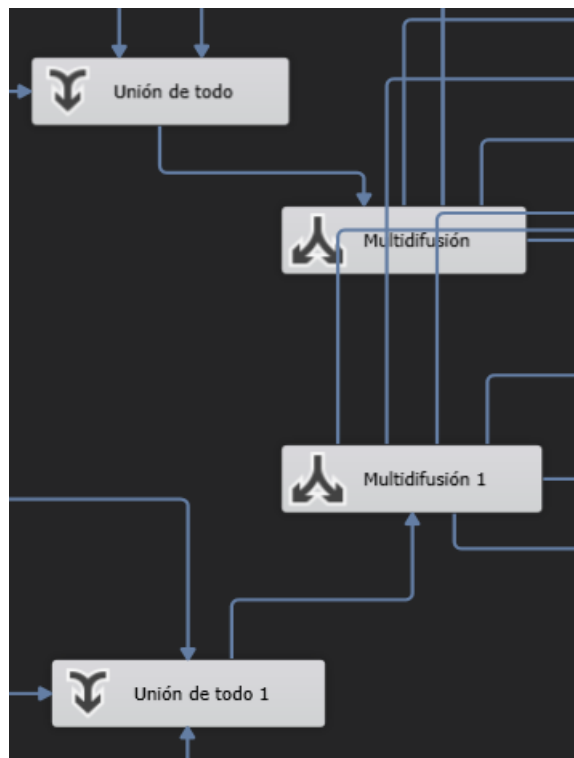 Unión de todo
Multidifusión
Multidifusión 1
Unión de todo 1